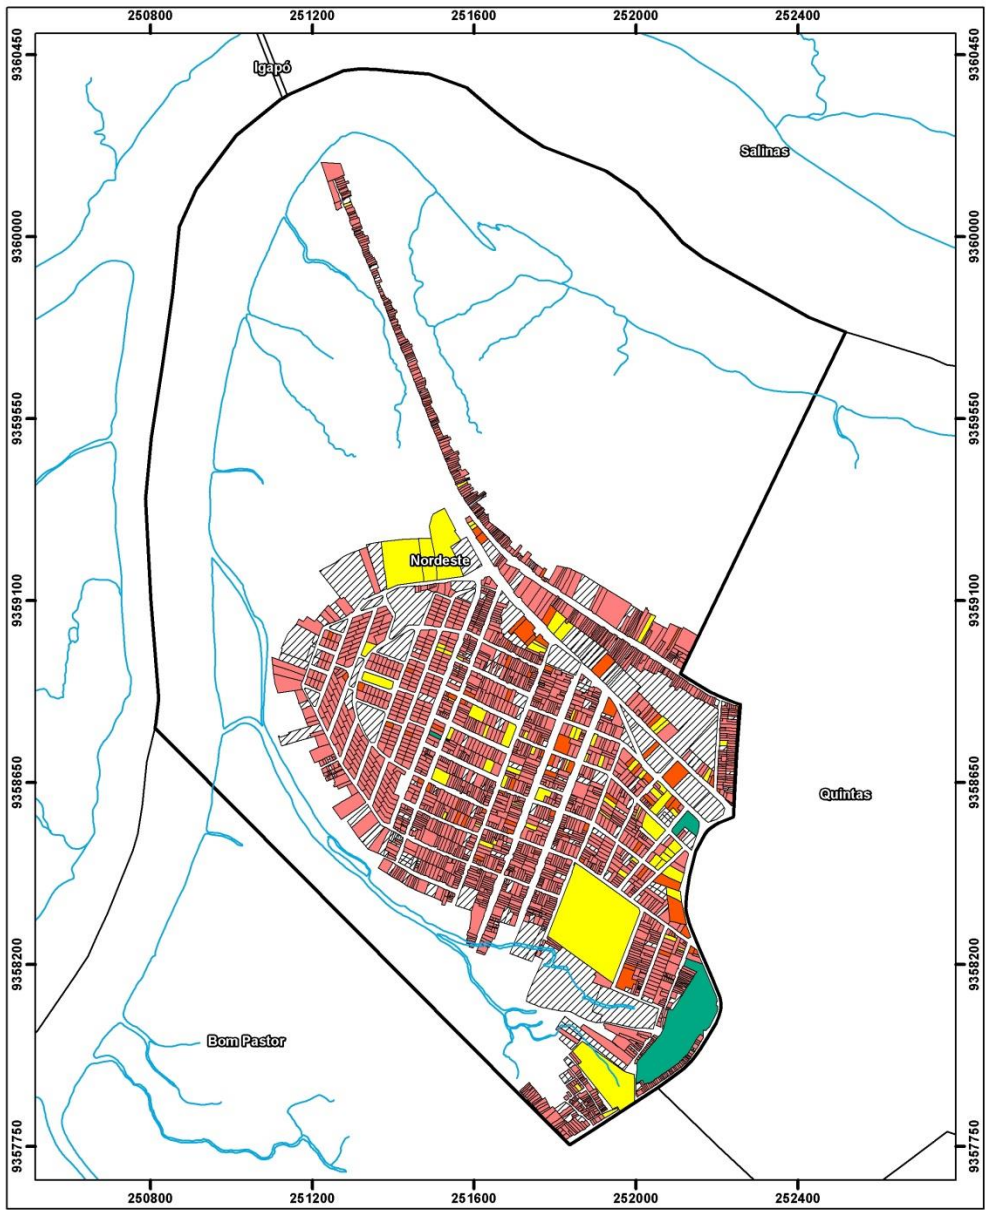 250800 251200 251600 252000 252400
9360450 9360450
Igapó
Salinas
9360000 9360000
9359550 9359550
Nordeste
9359100 9359100
9358650 9358650
Quintas
9358200 9358200
Bom Pastor
9357750 9357750
250800 251200 251600 252000 252400